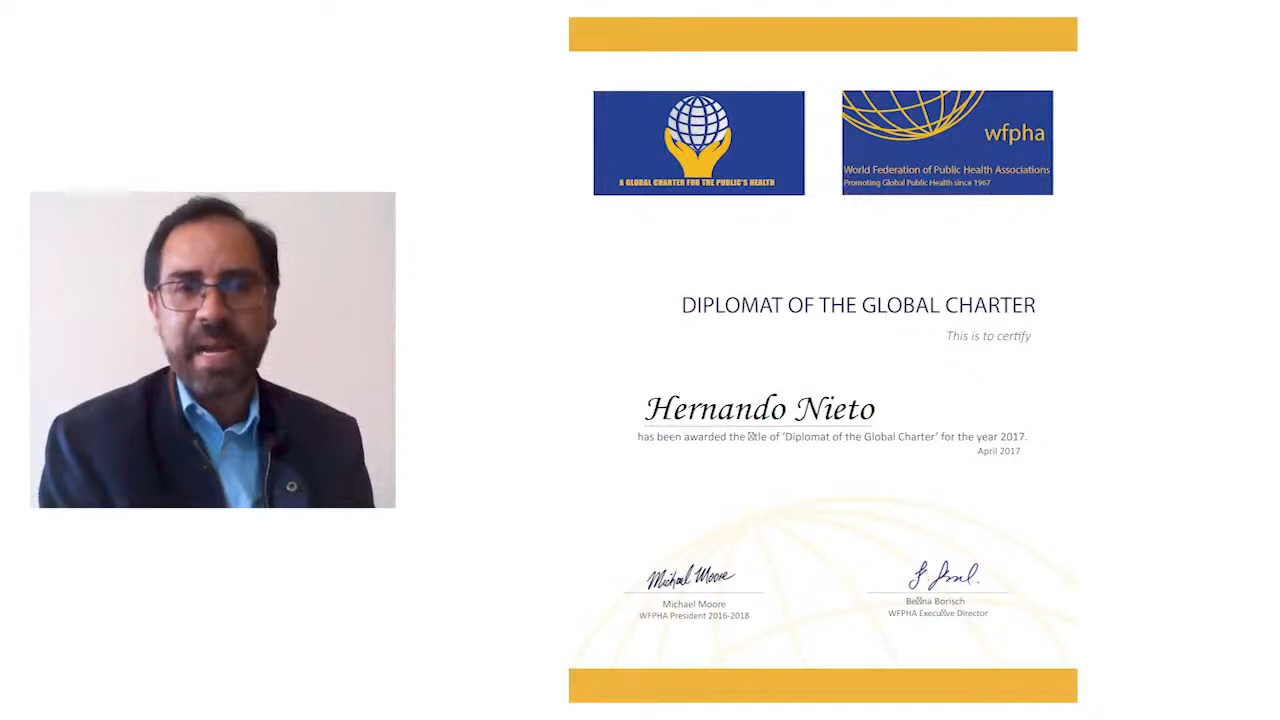 A GLOBAL CHARTER FOR THE PUBLIC'S HEALTH
wfpha
World Federation of Public Health Associations
Promoting Global Public Health since 1967
DIPLOMAT OF THE GLOBAL CHARTER
This is to certify
Hernando Nieto
has been awarded the of 'Diplomat of the Global Charter' for the year 2017.
April 2017
Michael Moore
Michael Moore
WFPHA President 2016-2018
Borisch
WFPHA Director